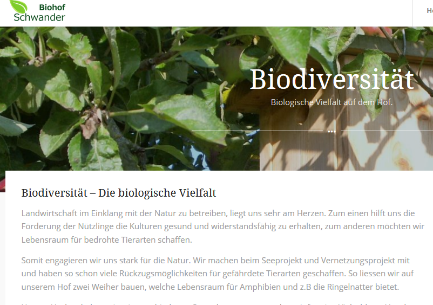 Biohof
Schwander
Biodiversität
Biologische Vielfalt auf dem Hof.
...
Biodiversität – Die biologische Vielfalt
Landwirtschaft im Einklang mit der Natur zu betreiben, liegt uns sehr am Herzen. Zum einen hilft uns die
Förderung der Nützlinge die Kulturen gesund und widerstandsfähig zu erhalten, zum anderen möchten wir
Lebensraum für bedrohte Tierarten schaffen.
Somit engagieren wir uns stark für die Natur. Wir machen beim Seeprojekt und Vernetzungsprojekt mit
und haben so schon viele Rückzugsmöglichkeiten für gefährdete Tierarten geschaffen. So liessen wir auf
unserem Hof zwei Weiher bauen, welche Lebensraum für Amphibien und z.B die Ringelnatter bietet.